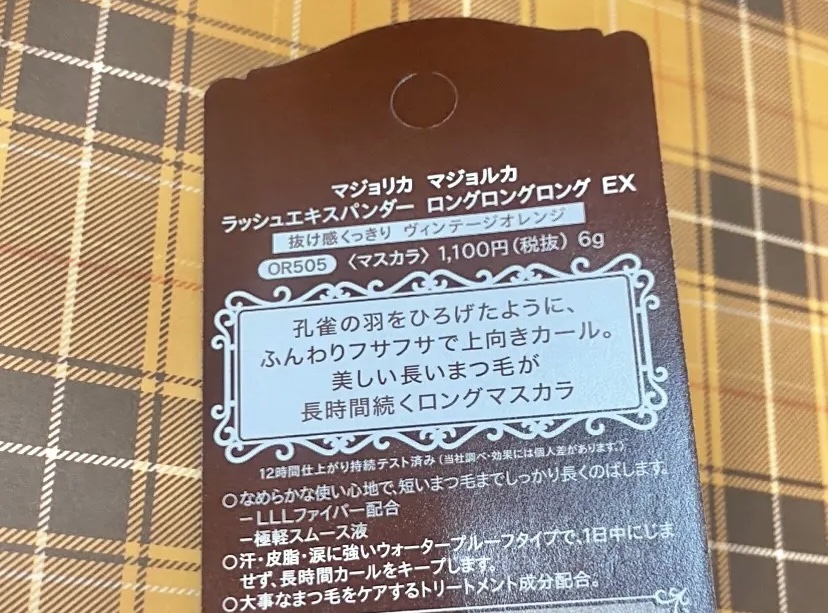 マジョリカ マジョルカ
ラッシュエキスパンダー ロングロングロング EX
抜け感くっきり ヴィンテージオレンジ
OR505 〈マスカラ〉1,100円(税抜) 6g
孔雀の羽をひろげたように、
ふんわりフサフサで上向きカール。
美しい長いまつ毛が
長時間続くロングマスカラ
12時間仕上がり持続テスト済み(当社調べ・効果には個人差があります。)
○なめらかな使い心地で、短いまつ毛までしっかり長くのばします。
－LLLファイバー配合
－極軽スムース液
○汗・皮脂・涙に強いウォータープルーフタイプで、1日中にじま
せず、長時間カールをキープします。
○大事なまつ毛をケアするトリートメント成分配合。